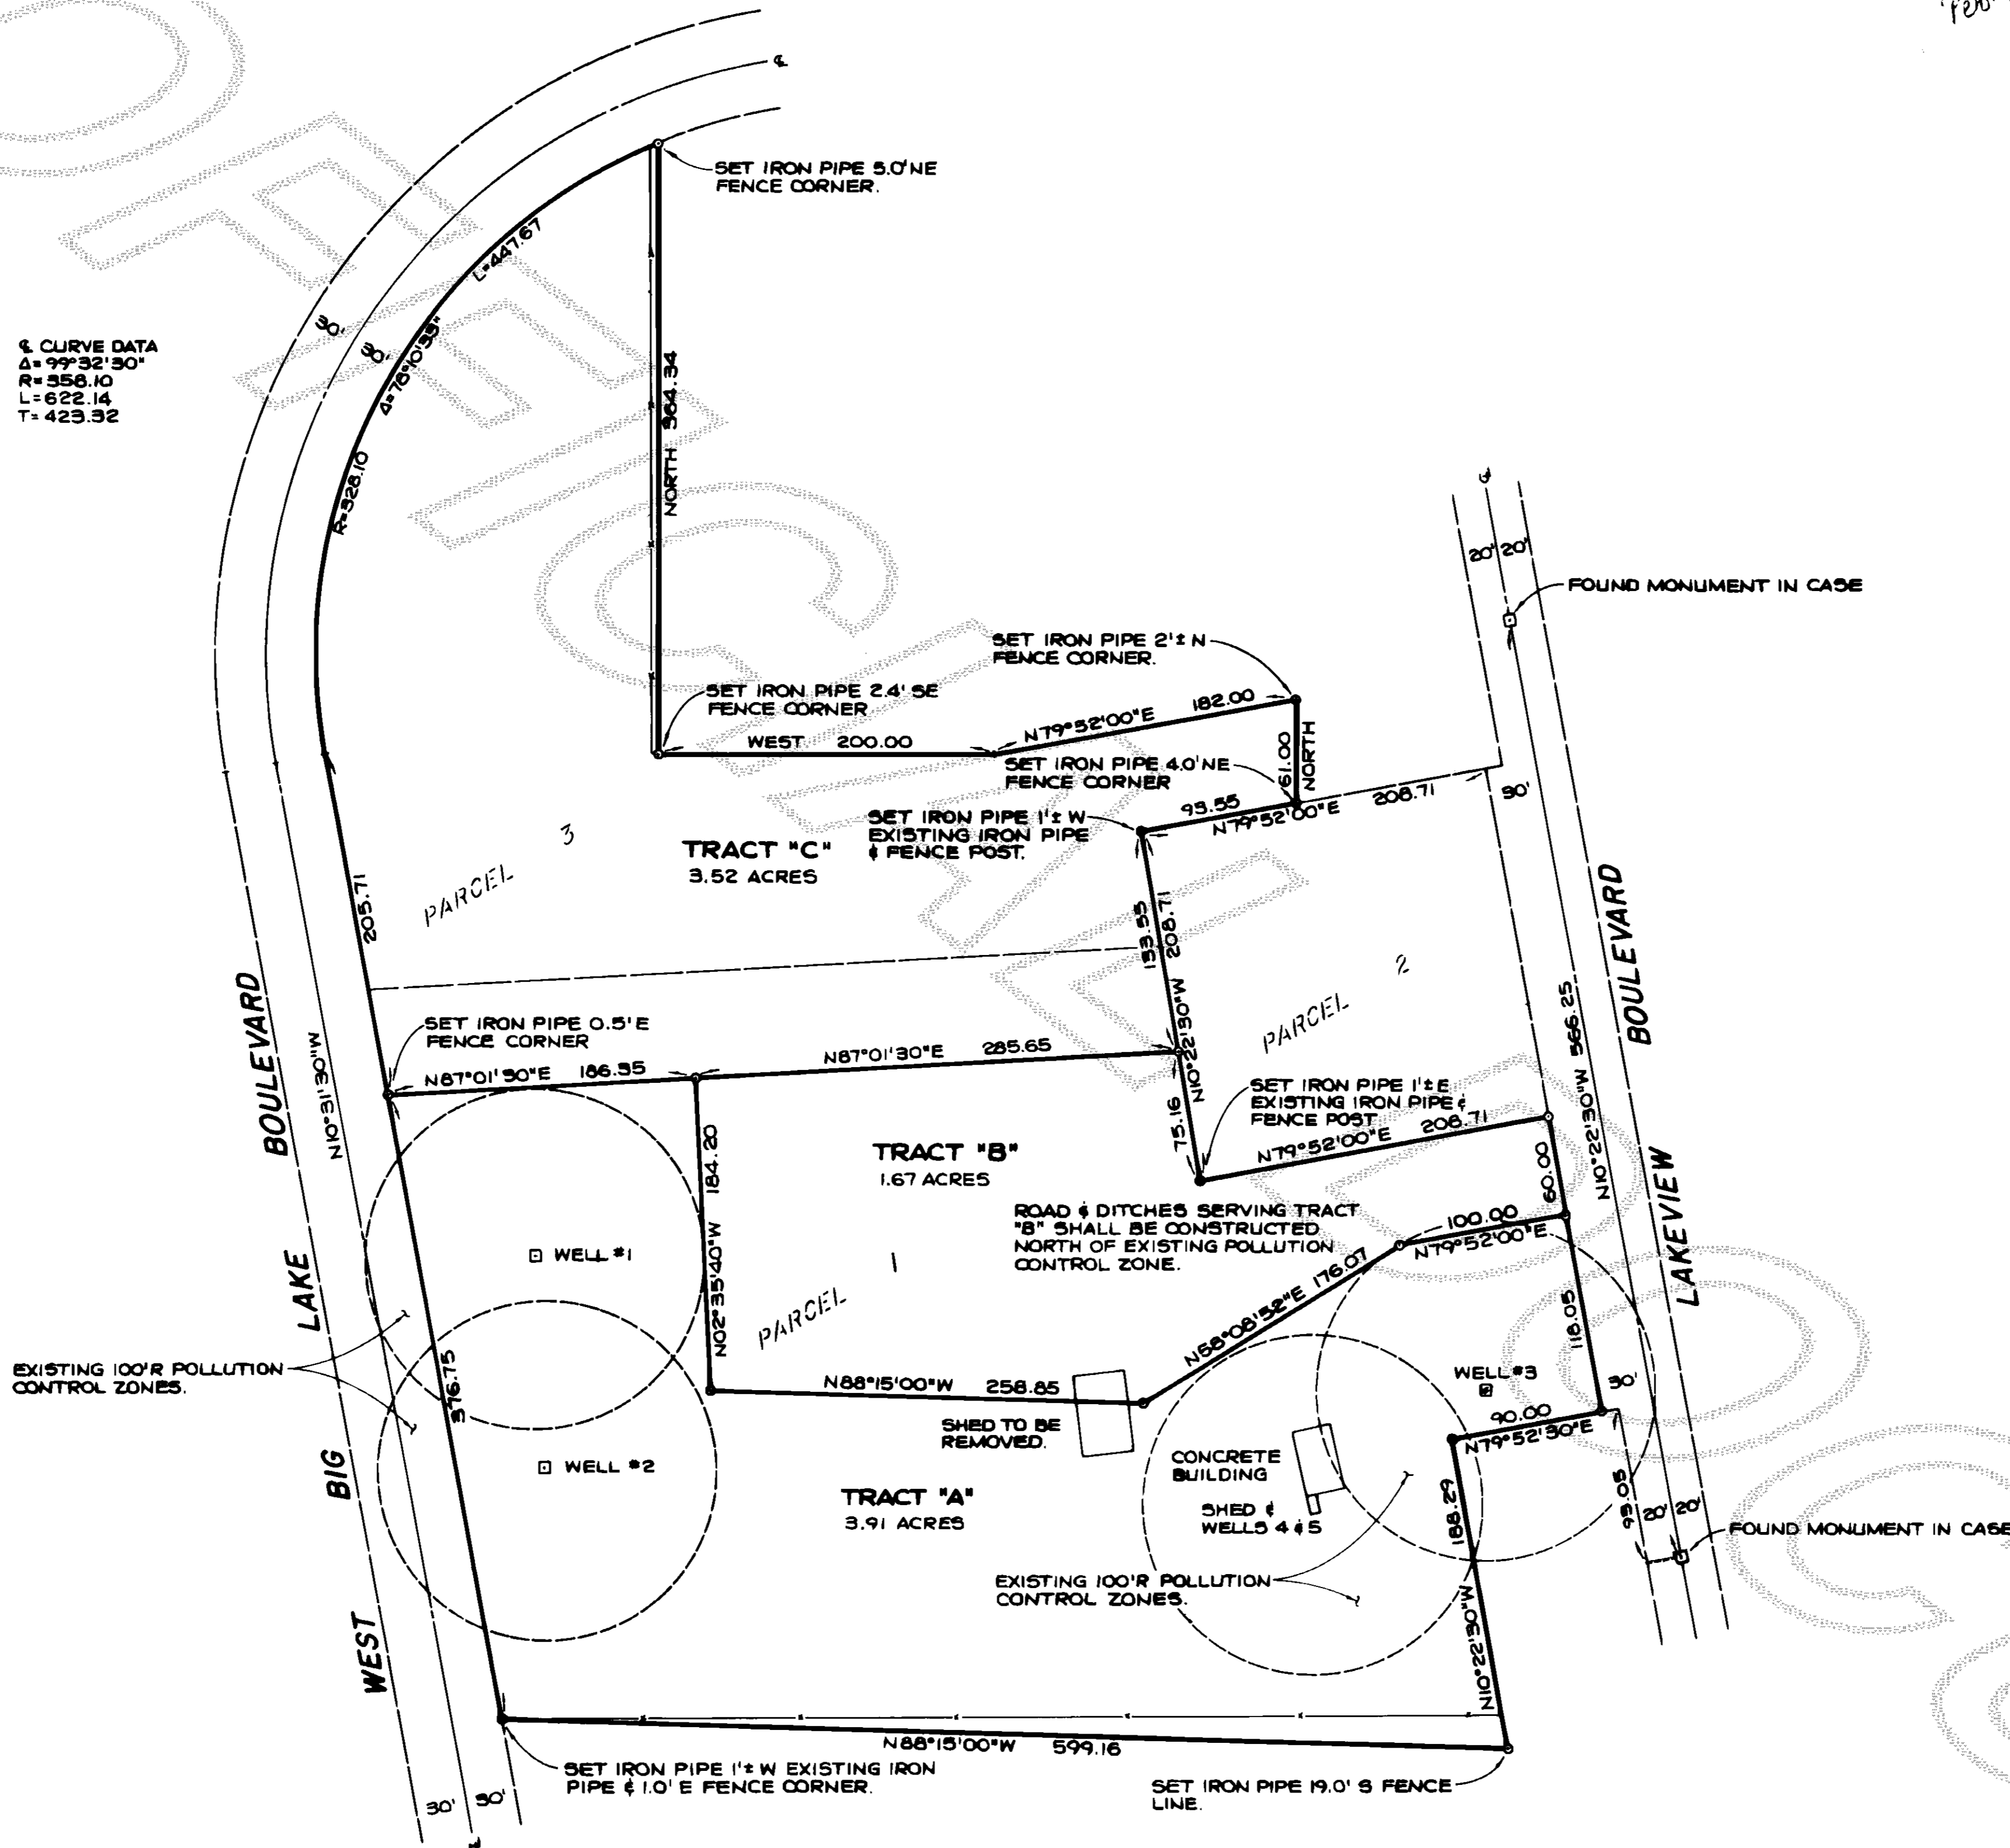 SET IRON PIPE 5.0' NE
FENCE CORNER.
L=447.67
30'
30'
Δ=78°10'35"
℄ CURVE DATA
Δ=99°32'30"
R=358.10
L=622.14
T=423.32
R=328.10
NORTH 364.34
20' 20'
FOUND MONUMENT IN CASE
SET IRON PIPE 2'± N
FENCE CORNER.
SET IRON PIPE 2.4' SE
FENCE CORNER
N79°52'00"E 182.00
WEST 200.00
61.00
NORTH
SET IRON PIPE 4.0' NE
FENCE CORNER
93.55
N79°52'00"E
208.71
30'
SET IRON PIPE 1'± W
EXISTING IRON PIPE
& FENCE POST.
TRACT "C"
3.52 ACRES
PARCEL 3
205.71
133.55
208.71
N10°22'30"W
PARCEL 2
N10°22'30"W 566.25
LAKEVIEW BOULEVARD
WEST BIG LAKE BOULEVARD
N10°31'30"W
SET IRON PIPE 0.5' E
FENCE CORNER
N87°01'30"E 186.35
N87°01'30"E 285.65
75.16
SET IRON PIPE 1'± E
EXISTING IRON PIPE &
FENCE POST
N79°52'00"E 208.71
60.00
TRACT "B"
1.67 ACRES
184.20
N02°35'40"W
ROAD & DITCHES SERVING TRACT
"B" SHALL BE CONSTRUCTED
NORTH OF EXISTING POLLUTION
CONTROL ZONE.
100.00
N79°52'00"E
WELL #1
PARCEL 1
N58°08'52"E 176.07
118.05
EXISTING 100'R POLLUTION
CONTROL ZONES.
376.75
N88°15'00"W 258.85
SHED TO BE
REMOVED.
WELL #3
30'
90.00
N79°52'30"E
WELL #2
CONCRETE
BUILDING
SHED &
WELLS 4 & 5
TRACT "A"
3.91 ACRES
188.29
N10°22'30"W
93.05
20' 20'
FOUND MONUMENT IN CASE
EXISTING 100'R POLLUTION
CONTROL ZONES.
N88°15'00"W 599.16
SET IRON PIPE 1'± W EXISTING IRON
PIPE & 1.0' E FENCE CORNER.
SET IRON PIPE 19.0' S FENCE
LINE.
30' 30'